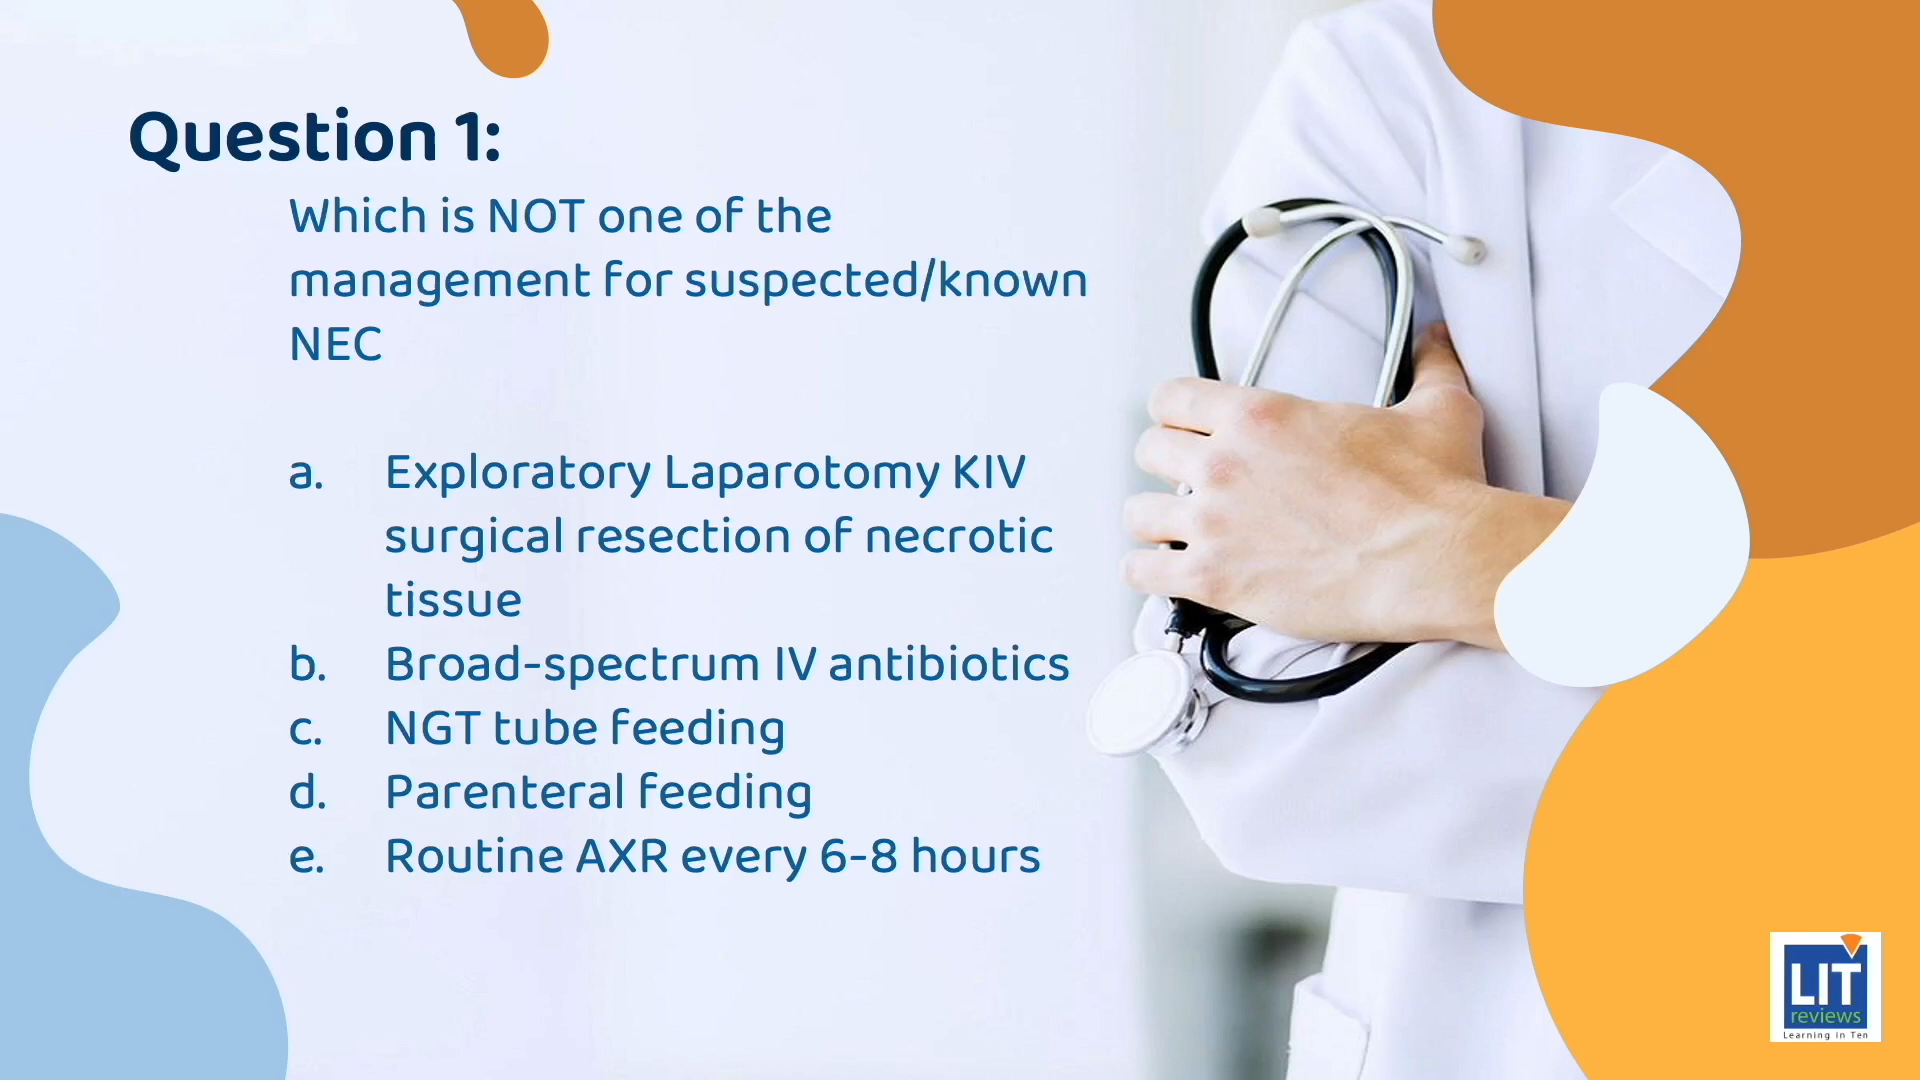 Question 1:
Which is NOT one of the
management for suspected/known
NEC
a. Exploratory Laparotomy KIV
surgical resection of necrotic
tissue
b. Broad-spectrum IV antibiotics
c. NGT tube feeding
d. Parenteral feeding
e. Routine AXR every 6-8 hours
LIT
reviews
Learning in Ten